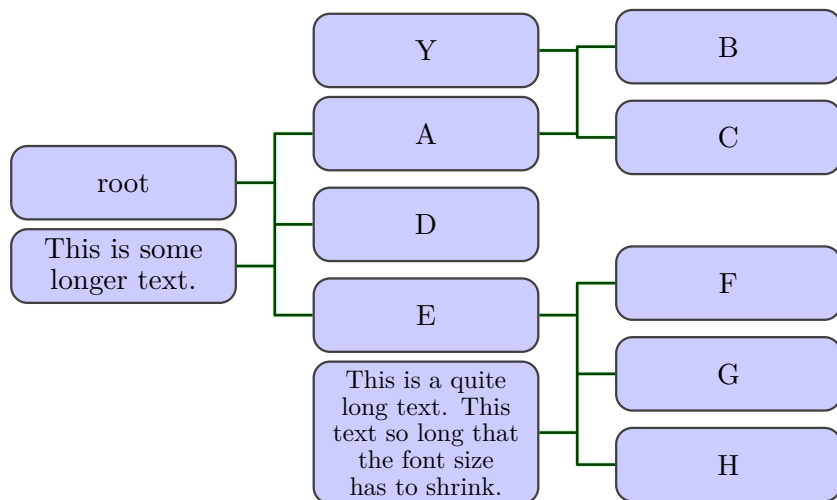 root
This is some
longer text.
Y
A
D
E
This is a quite
long text. This
text so long that
the font size
has to shrink.
B
C
F
G
H